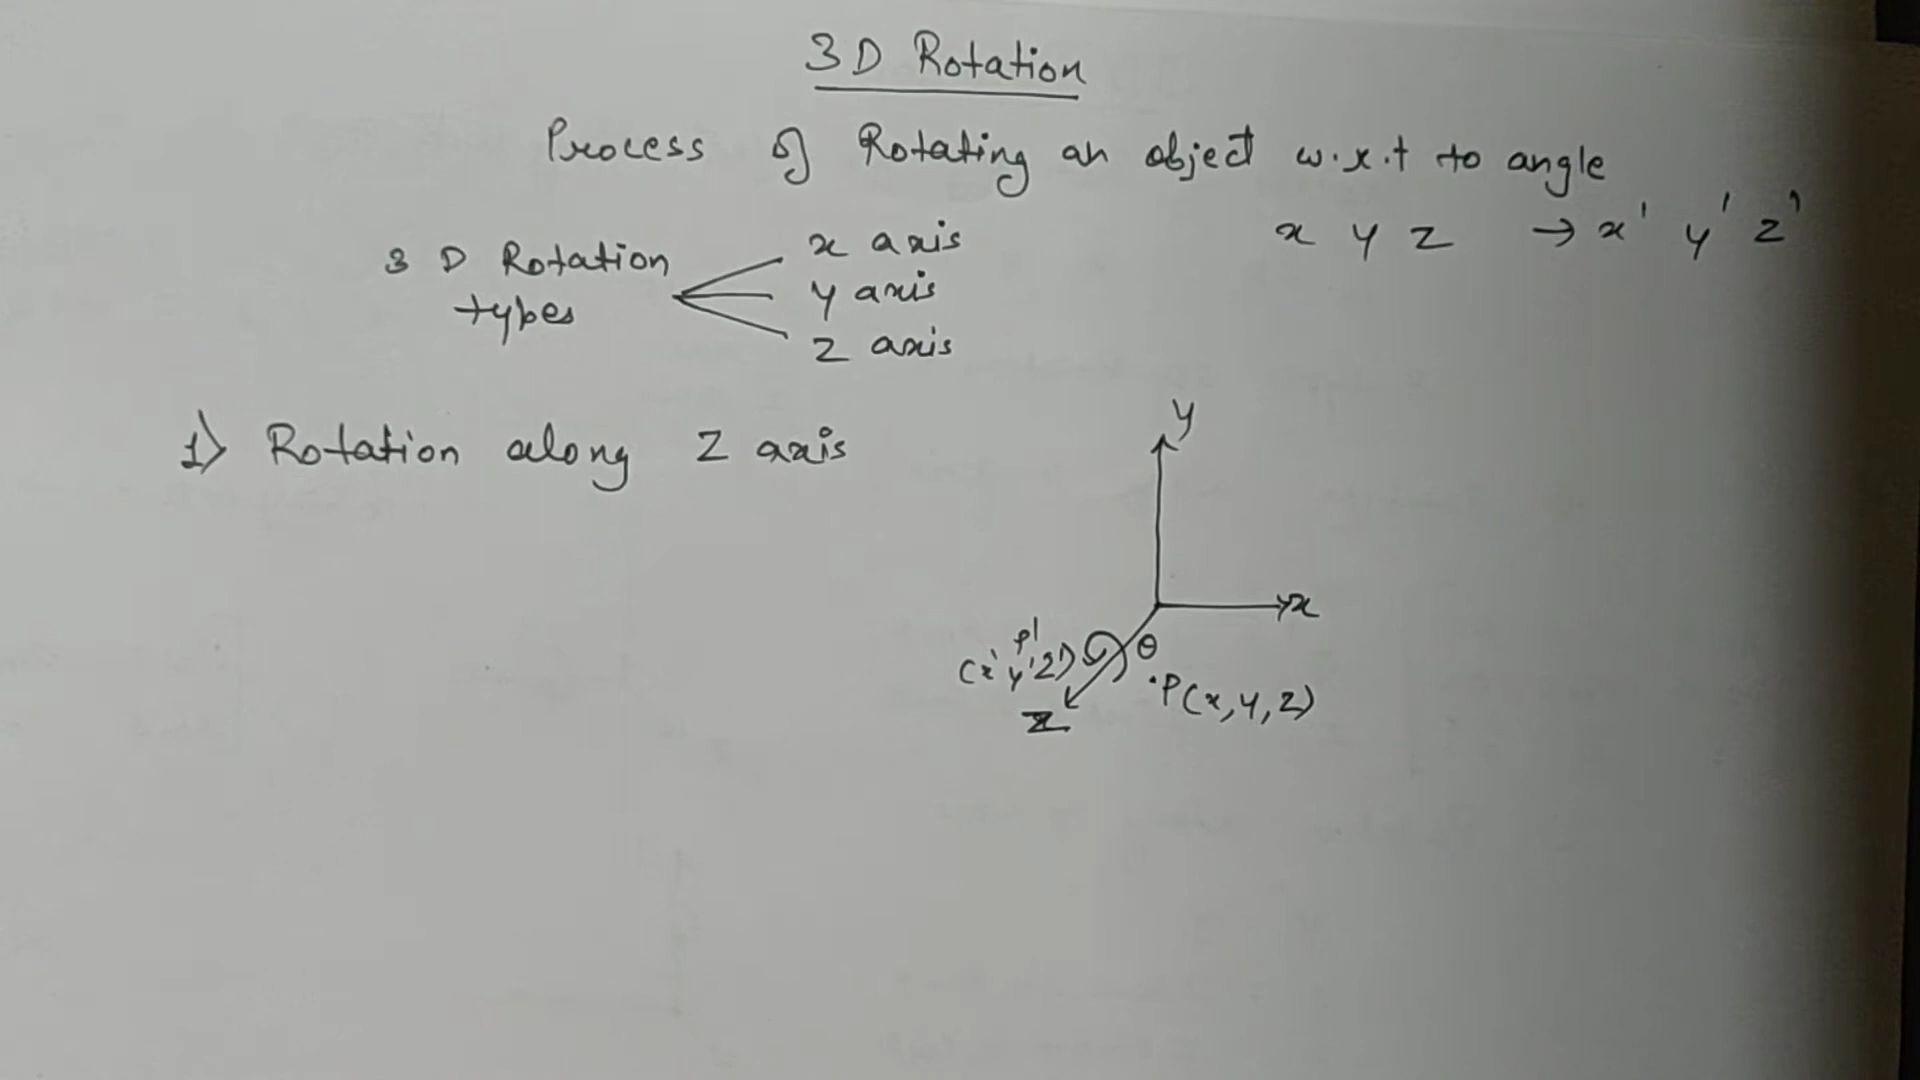 3D Rotation
Process of Rotating an object w.r.t to angle
x y z → x' y' z'
3 D Rotation types
x axis
y axis
z axis
1) Rotation along Z axis
y
x
θ
P'
(x' y' z')
P(x, y, z)
Z